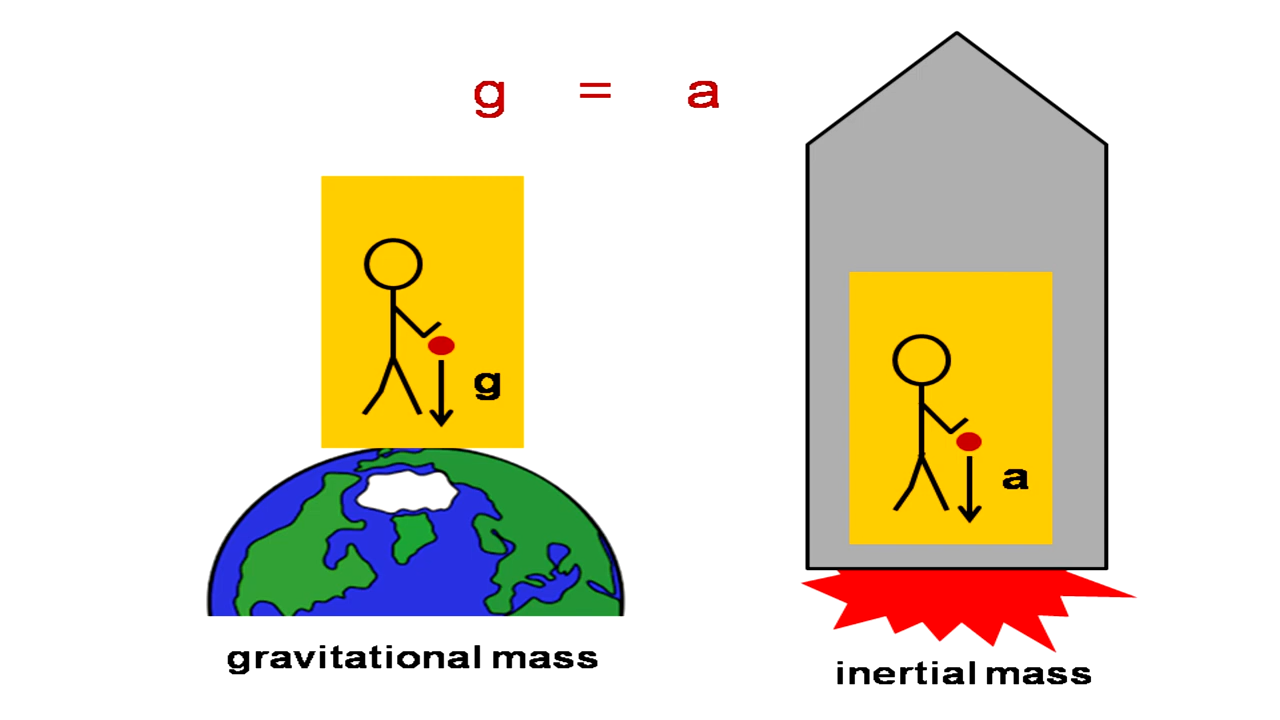 g = a
g
a
gravitational mass
inertial mass